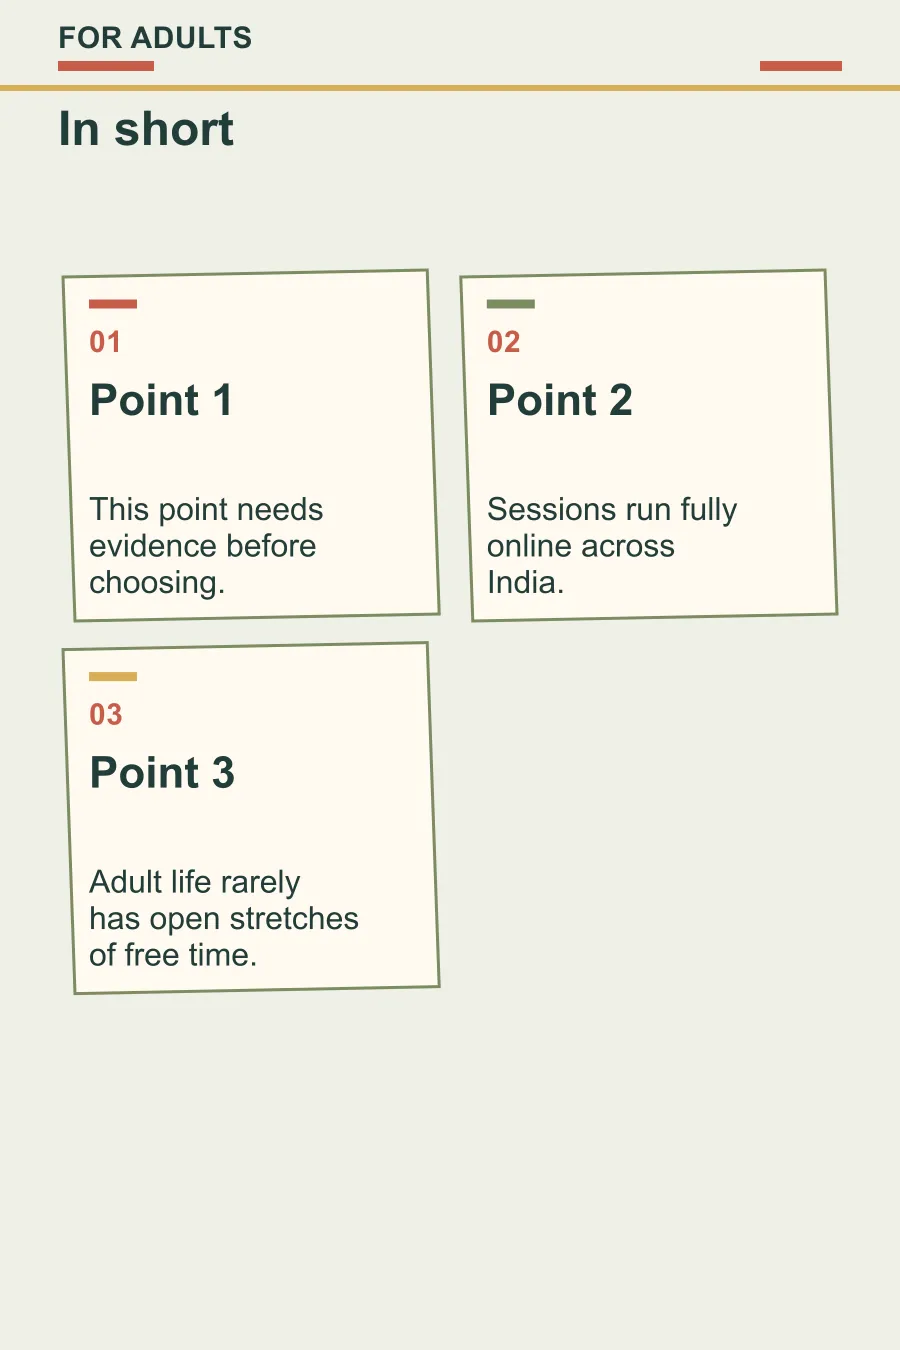 FOR ADULTS
In short
01
Point 1
This point needs
evidence before
choosing.
02
Point 2
Sessions run fully
online across
India.
03
Point 3
Adult life rarely
has open stretches
of free time.